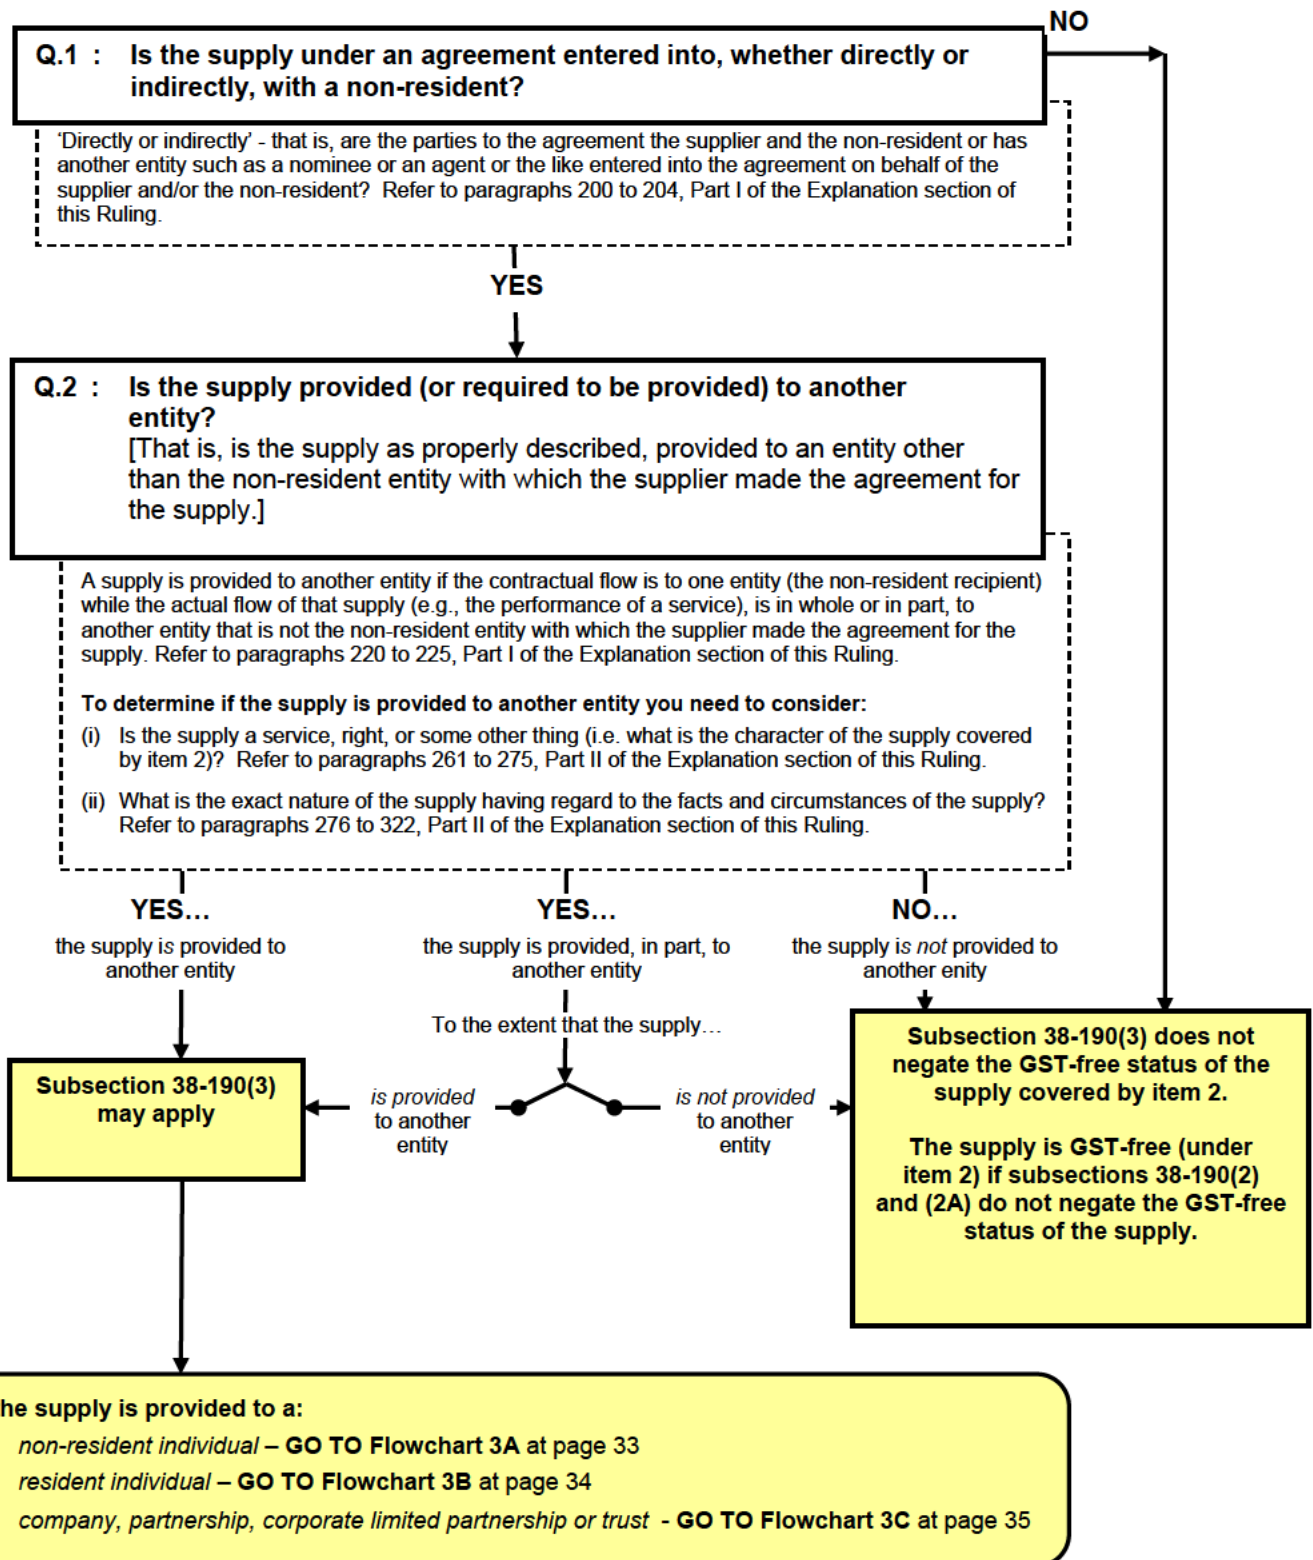 NO
Q.1 : Is the supply under an agreement entered into, whether directly or
indirectly, with a non-resident?
‘Directly or indirectly’ - that is, are the parties to the agreement the supplier and the non-resident or has
another entity such as a nominee or an agent or the like entered into the agreement on behalf of the
supplier and/or the non-resident? Refer to paragraphs 200 to 204, Part I of the Explanation section of
this Ruling.
YES
Q.2 : Is the supply provided (or required to be provided) to another
entity?
[That is, is the supply as properly described, provided to an entity other
than the non-resident entity with which the supplier made the agreement for
the supply.]
A supply is provided to another entity if the contractual flow is to one entity (the non-resident recipient)
while the actual flow of that supply (e.g., the performance of a service), is in whole or in part, to
another entity that is not the non-resident entity with which the supplier made the agreement for the
supply. Refer to paragraphs 220 to 225, Part I of the Explanation section of this Ruling.
To determine if the supply is provided to another entity you need to consider:
(i) Is the supply a service, right, or some other thing (i.e. what is the character of the supply covered
by item 2)? Refer to paragraphs 261 to 275, Part II of the Explanation section of this Ruling.
(ii) What is the exact nature of the supply having regard to the facts and circumstances of the supply?
Refer to paragraphs 276 to 322, Part II of the Explanation section of this Ruling.
YES…
the supply is provided to
another entity
YES…
the supply is provided, in part, to
another entity
NO…
the supply is not provided to
another enity
To the extent that the supply…
Subsection 38-190(3)
may apply
is provided
to another
entity
is not provided
to another
entity
Subsection 38-190(3) does not
negate the GST-free status of the
supply covered by item 2.
The supply is GST-free (under
item 2) if subsections 38-190(2)
and (2A) do not negate the GST-free
status of the supply.
he supply is provided to a:
non-resident individual – GO TO Flowchart 3A at page 33
resident individual – GO TO Flowchart 3B at page 34
company, partnership, corporate limited partnership or trust - GO TO Flowchart 3C at page 35